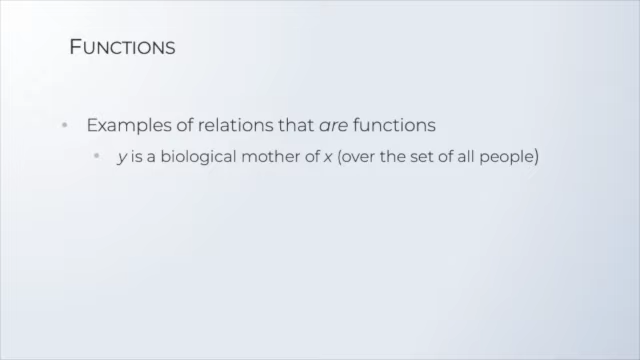 FUNCTIONS
• Examples of relations that are functions
• y is a biological mother of x (over the set of all people)